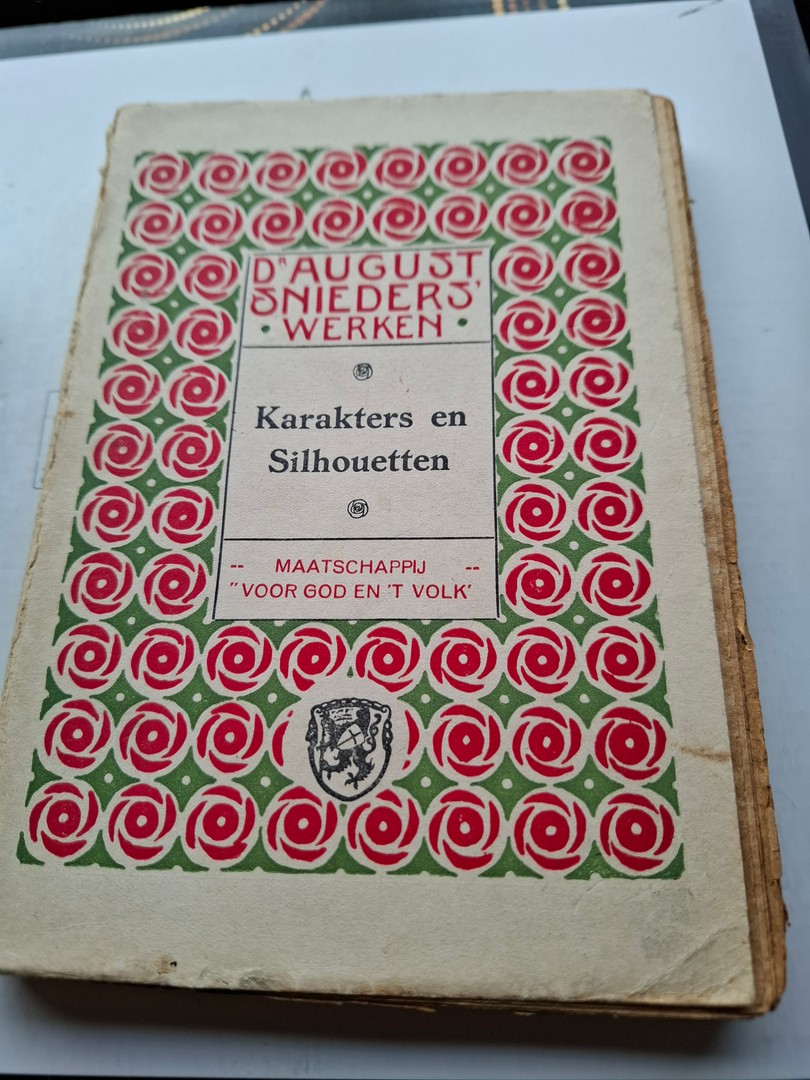 DR AUGUST
SNIEDERS'
· WERKEN ·
Karakters en
Silhouetten
-- MAATSCHAPPIJ --
"VOOR GOD EN 'T VOLK'